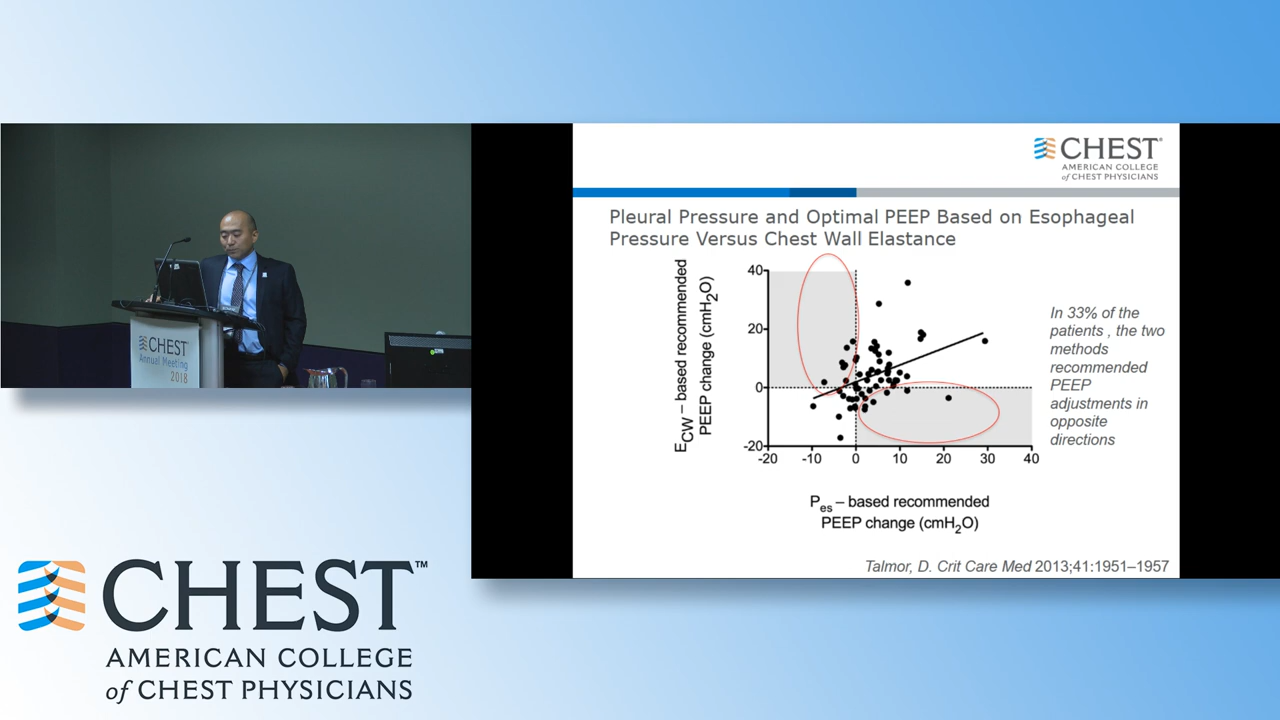 CHEST
Annual Meeting
2018
CHEST™
AMERICAN COLLEGE
of CHEST PHYSICIANS
CHEST®
AMERICAN COLLEGE
of CHEST PHYSICIANS
Pleural Pressure and Optimal PEEP Based on Esophageal
Pressure Versus Chest Wall Elastance
ECW – based recommended
PEEP change (cmH2O)
40
20
0
-20
-20 -10 0 10 20 30 40
Pes – based recommended
PEEP change (cmH2O)
In 33% of the
patients , the two
methods
recommended
PEEP
adjustments in
opposite
directions
Talmor, D. Crit Care Med 2013;41:1951–1957